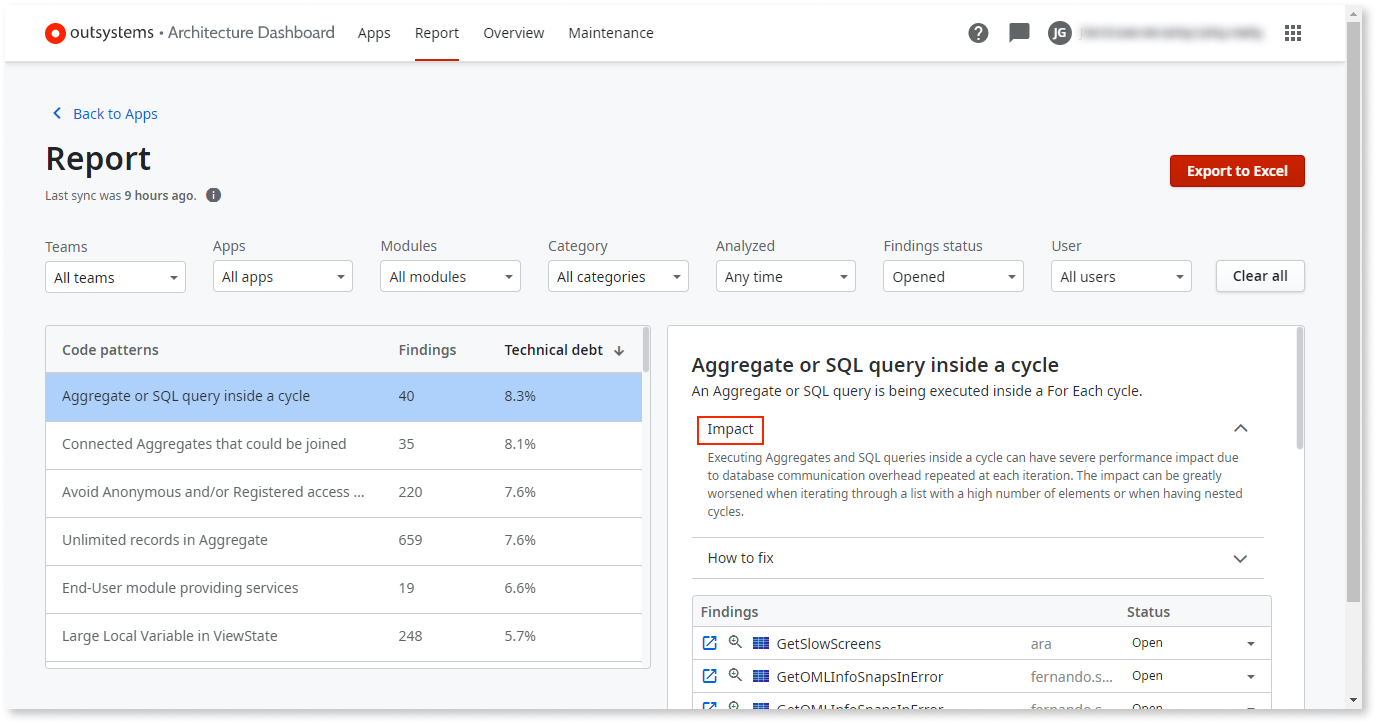 outsystems • Architecture Dashboard Apps Report Overview Maintenance ? JG
Back to Apps
Report
Export to Excel
Last sync was 9 hours ago. i
Teams Apps Modules Category Analyzed Findings status User
All teams All apps All modules All categories Any time Opened All users Clear all
Code patterns Findings Technical debt
Aggregate or SQL query inside a cycle 40 8.3%
Connected Aggregates that could be joined 35 8.1%
Avoid Anonymous and/or Registered access ... 220 7.6%
Unlimited records in Aggregate 659 7.6%
End-User module providing services 19 6.6%
Large Local Variable in ViewState 248 5.7%
Aggregate or SQL query inside a cycle
An Aggregate or SQL query is being executed inside a For Each cycle.
Impact
Executing Aggregates and SQL queries inside a cycle can have severe performance impact due
to database communication overhead repeated at each iteration. The impact can be greatly
worsened when iterating through a list with a high number of elements or when having nested
cycles.
How to fix
Findings Status
GetSlowScreens ara Open
GetOMLInfoSnapsInError fernando.s... Open
GetOMLInfoSnapsInError fernando.s... Open